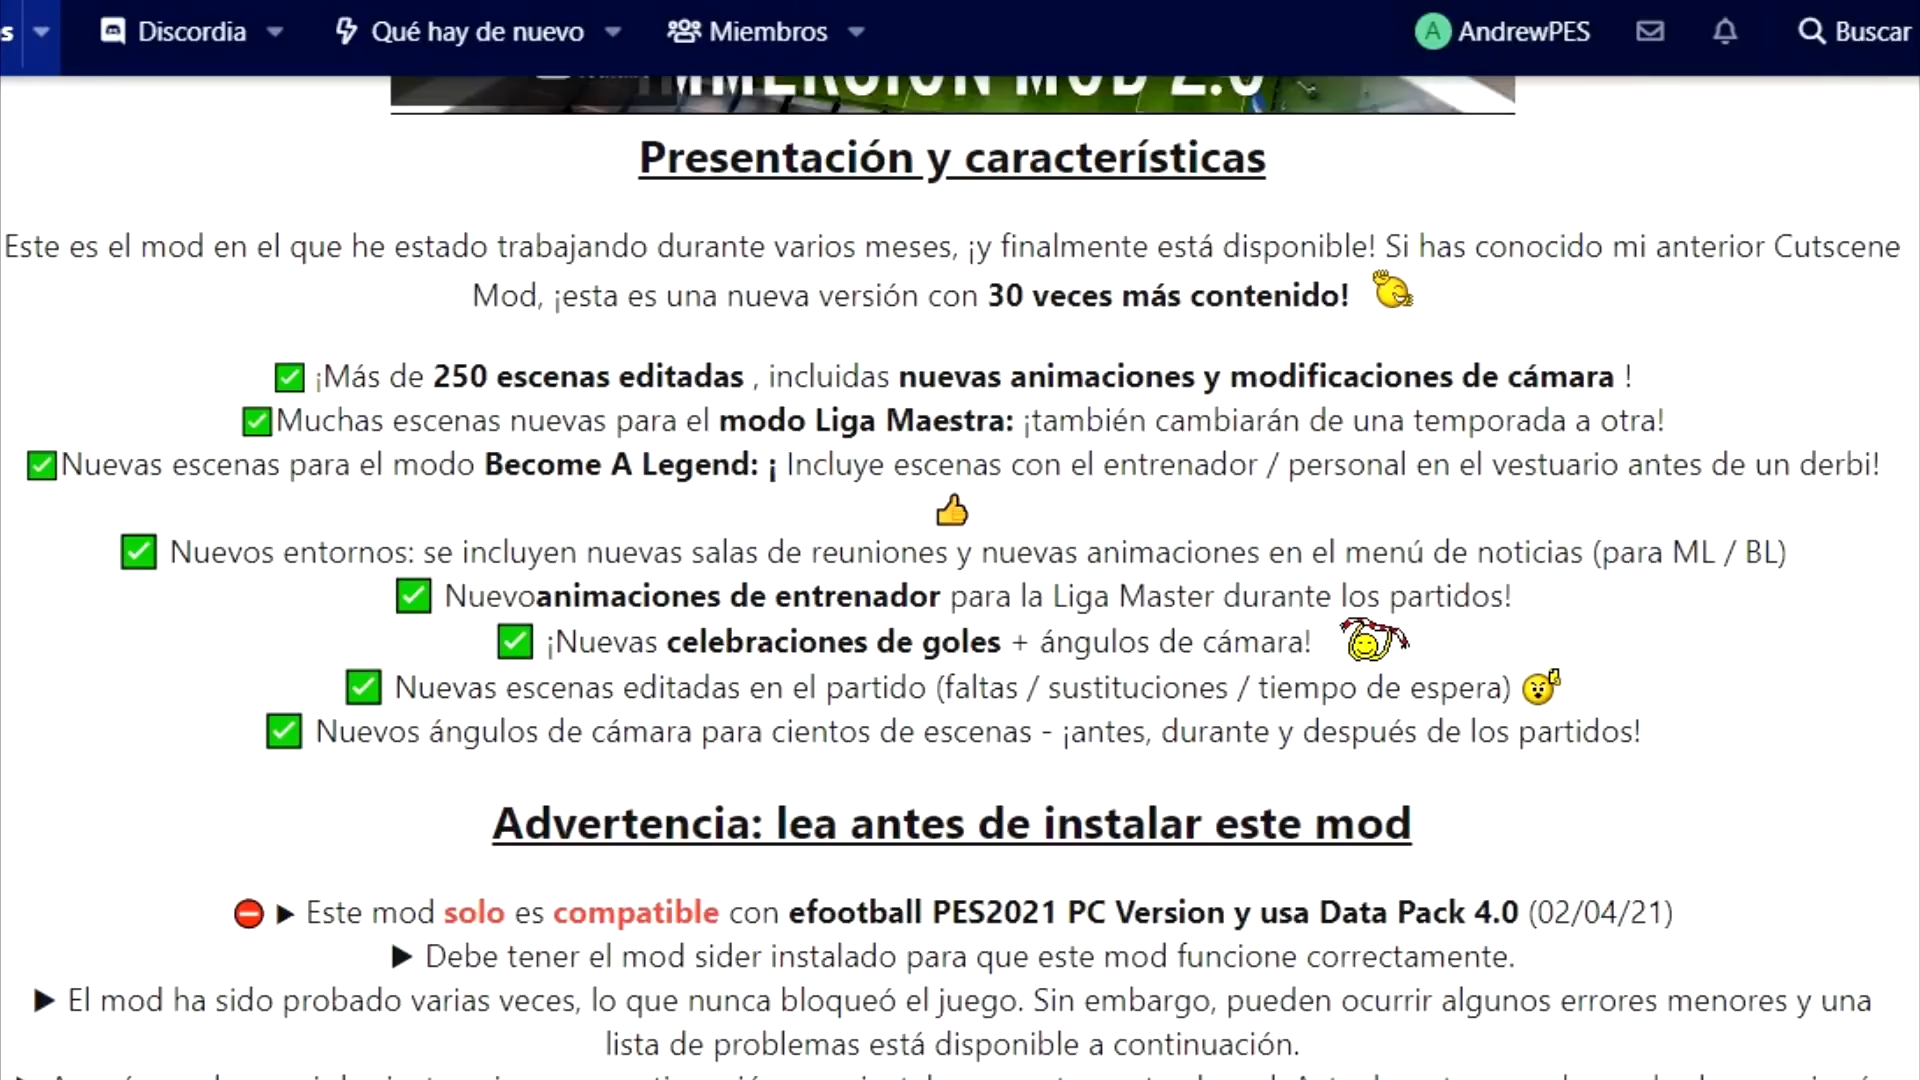 s
Discordia
Qué hay de nuevo
Miembros
A AndrewPES
Buscar
IMMERSION MOD 2.0
Presentación y características
Este es el mod en el que he estado trabajando durante varios meses, ¡y finalmente está disponible! Si has conocido mi anterior Cutscene
Mod, ¡esta es una nueva versión con 30 veces más contenido!
✅ ¡Más de 250 escenas editadas , incluidas nuevas animaciones y modificaciones de cámara !
✅Muchas escenas nuevas para el modo Liga Maestra: ¡también cambiarán de una temporada a otra!
✅Nuevas escenas para el modo Become A Legend: ¡ Incluye escenas con el entrenador / personal en el vestuario antes de un derbi!
👍
✅ Nuevos entornos: se incluyen nuevas salas de reuniones y nuevas animaciones en el menú de noticias (para ML / BL)
✅ Nuevoanimaciones de entrenador para la Liga Master durante los partidos!
✅ ¡Nuevas celebraciones de goles + ángulos de cámara!
✅ Nuevas escenas editadas en el partido (faltas / sustituciones / tiempo de espera)
✅ Nuevos ángulos de cámara para cientos de escenas - ¡antes, durante y después de los partidos!
Advertencia: lea antes de instalar este mod
⛔ ► Este mod solo es compatible con efootball PES2021 PC Version y usa Data Pack 4.0 (02/04/21)
► Debe tener el mod sider instalado para que este mod funcione correctamente.
► El mod ha sido probado varias veces, lo que nunca bloqueó el juego. Sin embargo, pueden ocurrir algunos errores menores y una
lista de problemas está disponible a continuación.